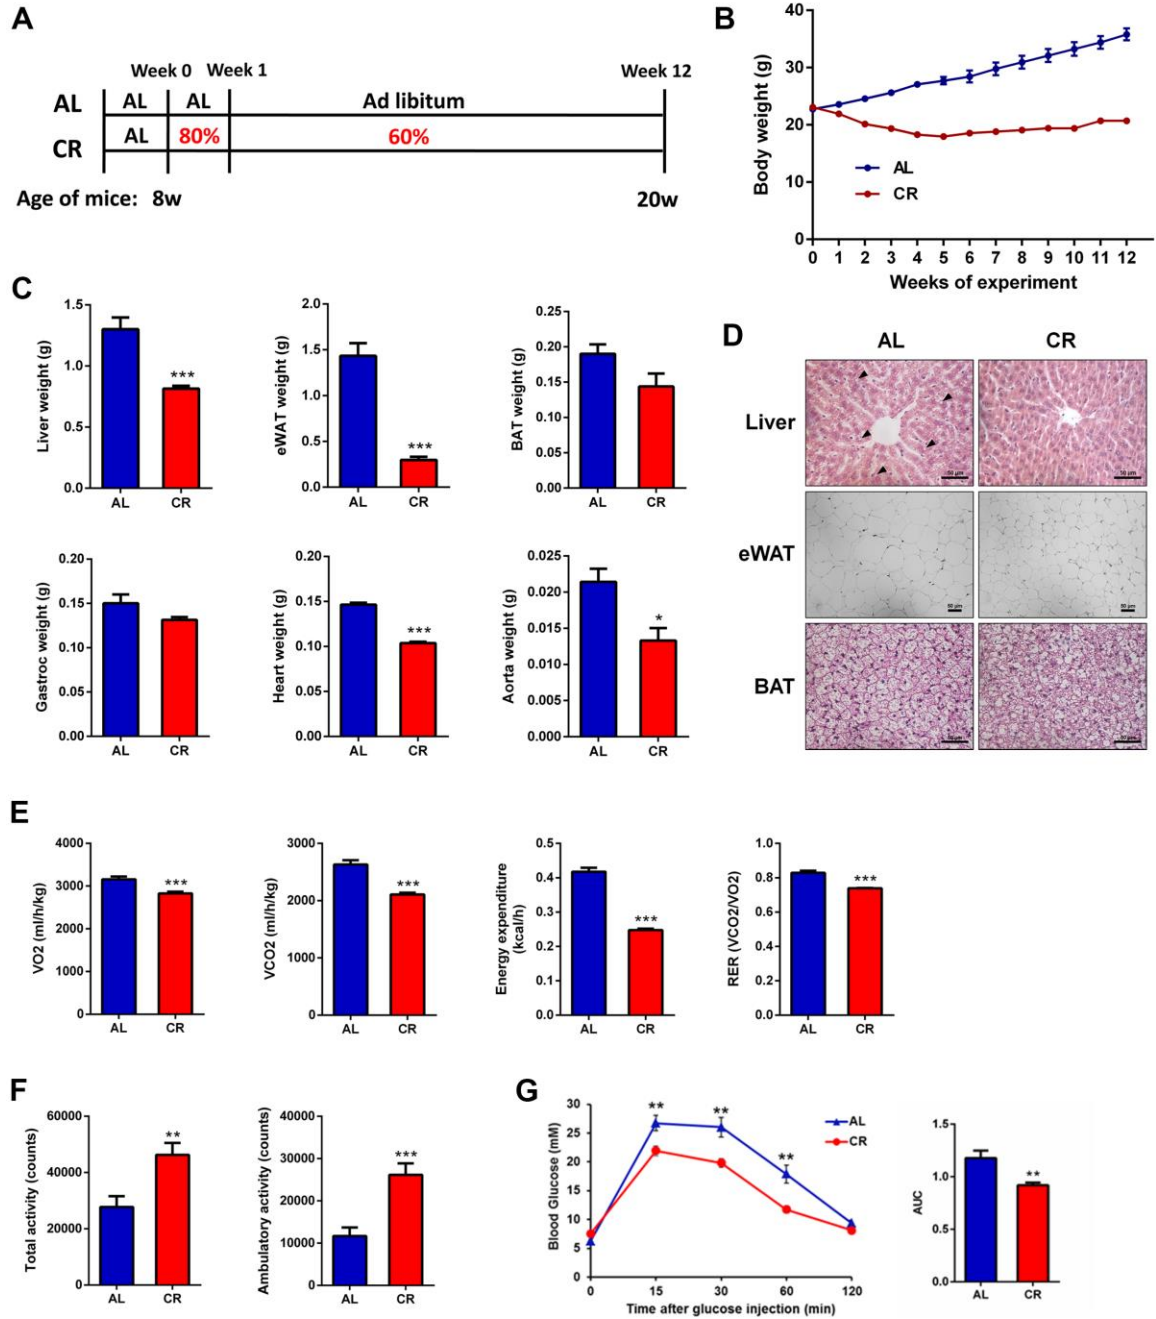 A
Week 0 Week 1 Week 12
AL AL AL Ad libitum
CR AL 80% 60%
Age of mice: 8w 20w
B
Body weight (g)
40
30
20
10
0
AL
CR
0 1 2 3 4 5 6 7 8 9 10 11 12
Weeks of experiment
C
Liver weight (g)
1.5
1.0
0.5
0.0
***
AL CR
eWAT weight (g)
2.0
1.5
1.0
0.5
0.0
***
AL CR
BAT weight (g)
0.25
0.20
0.15
0.10
0.05
0.00
AL CR
Gastroc weight (g)
0.20
0.15
0.10
0.05
0.00
AL CR
Heart weight (g)
0.20
0.15
0.10
0.05
0.00
***
AL CR
Aorta weight (g)
0.025
0.020
0.015
0.010
0.005
0.000
*
AL CR
D
AL CR
Liver
50 µm
eWAT
50 µm 50 µm
BAT
E
VO2 (ml/h/kg)
4000
3000
2000
1000
0
***
AL CR
VCO2 (ml/h/kg)
3000
2000
1000
0
***
AL CR
Energy expenditure
(kcal/h)
0.5
0.4
0.3
0.2
0.1
0.0
***
AL CR
RER (VCO2/VO2)
1.0
0.8
0.6
0.4
0.2
0.0
***
AL CR
F
Total activity (counts)
60000
40000
20000
0
**
AL CR
Ambulatory activity (counts)
40000
30000
20000
10000
0
***
AL CR
G
Blood Glucose (mM)
30
25
20
15
10
5
0
** ** **
AL
CR
0 15 30 60 120
Time after glucose injection (min)
AUC
1.5
1.0
0.5
0.0
**
AL CR